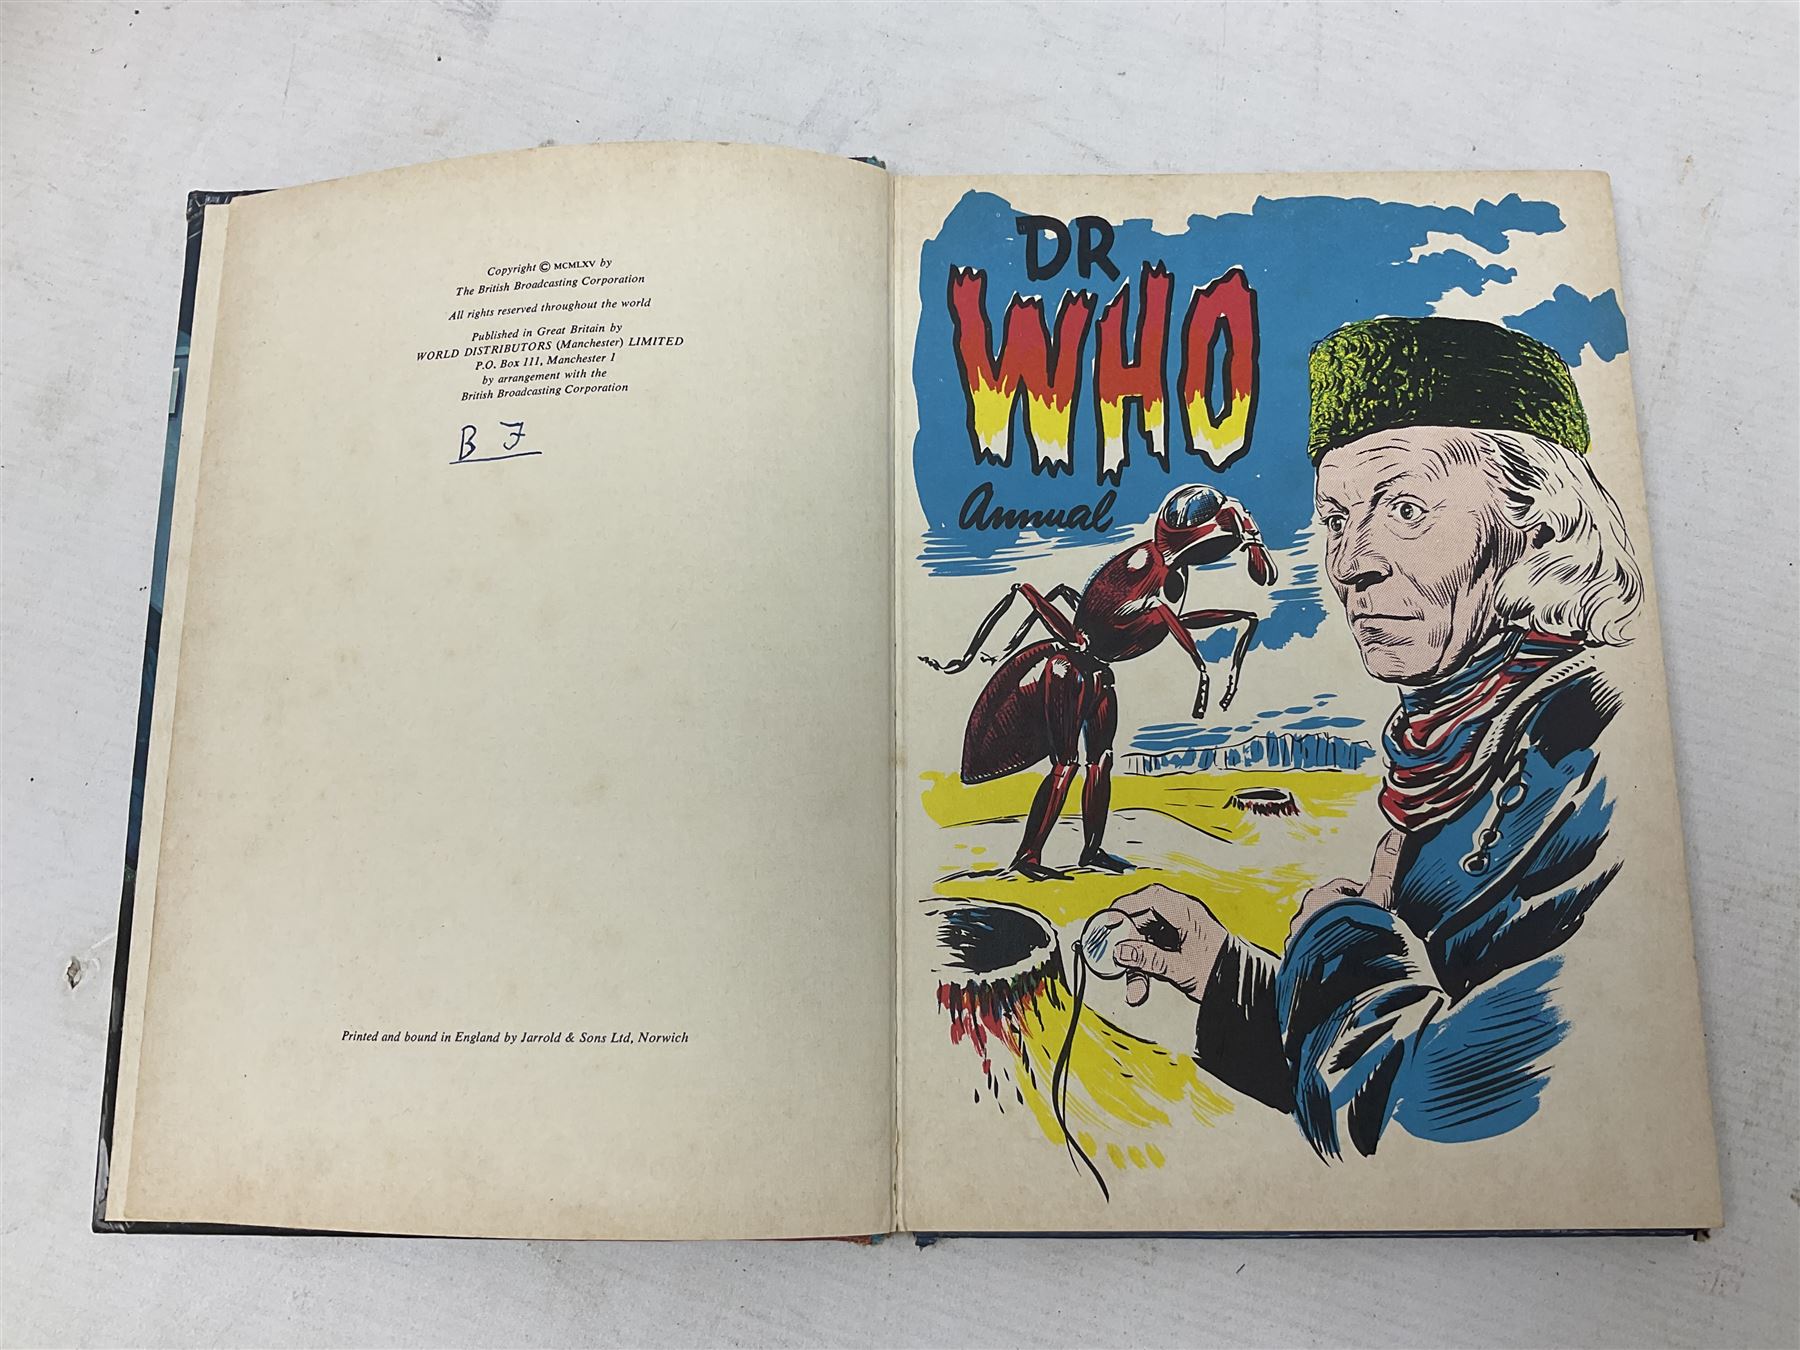 Copyright © MCMLXV by
The British Broadcasting Corporation
All rights reserved throughout the world
Published in Great Britain by
WORLD DISTRIBUTORS (Manchester) LIMITED
P.O. Box 111, Manchester 1
by arrangement with the
British Broadcasting Corporation
B F
Printed and bound in England by Jarrold & Sons Ltd, Norwich
DR
WHO
Annual